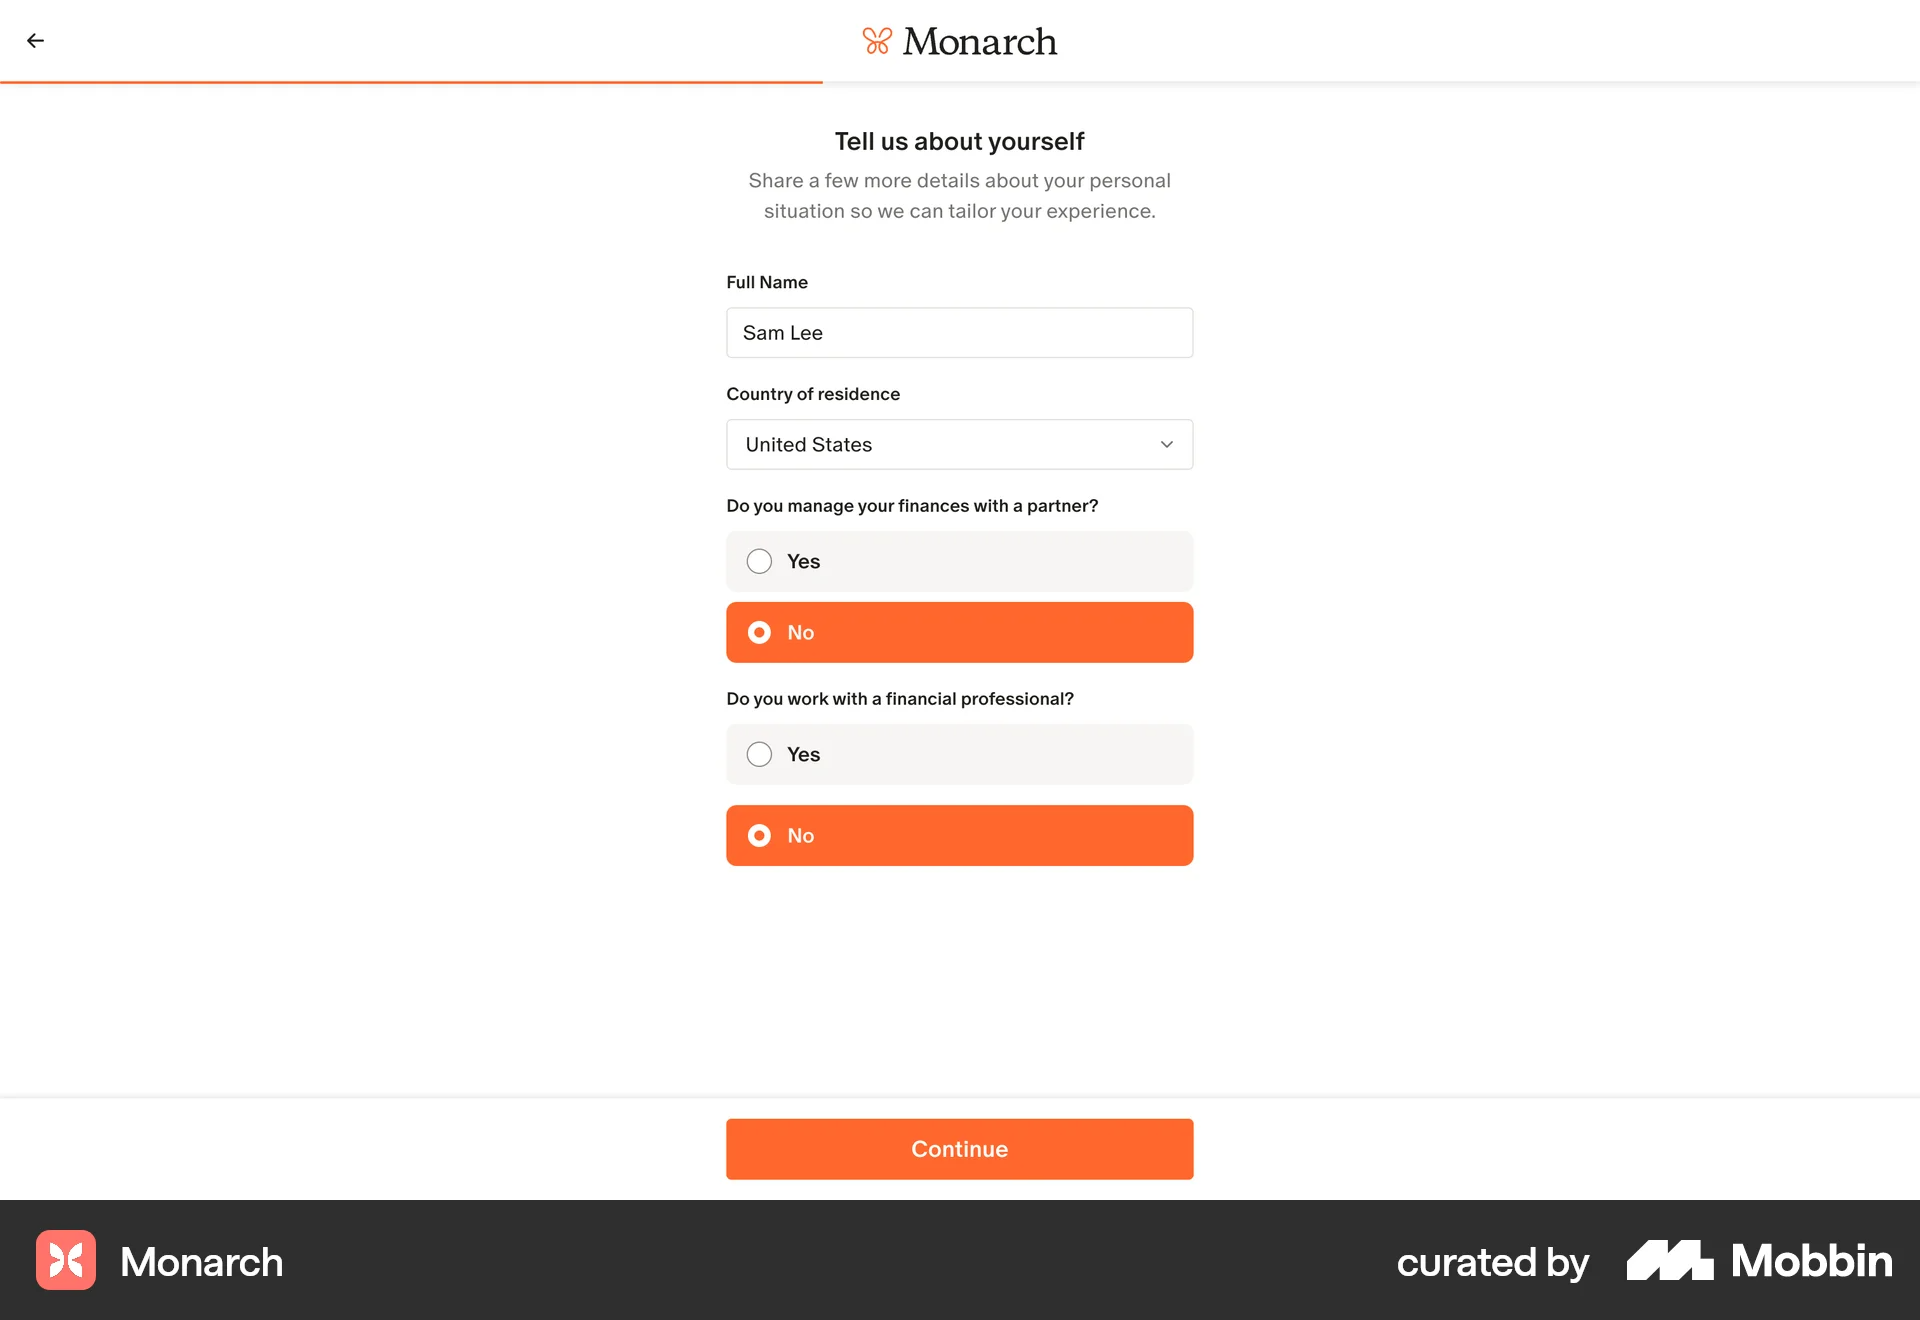 Monarch
Tell us about yourself
Share a few more details about your personal
situation so we can tailor your experience.
Full Name
Sam Lee
Country of residence
United States
Do you manage your finances with a partner?
Yes
No
Do you work with a financial professional?
Yes
No
Continue
Monarch
curated by Mobbin